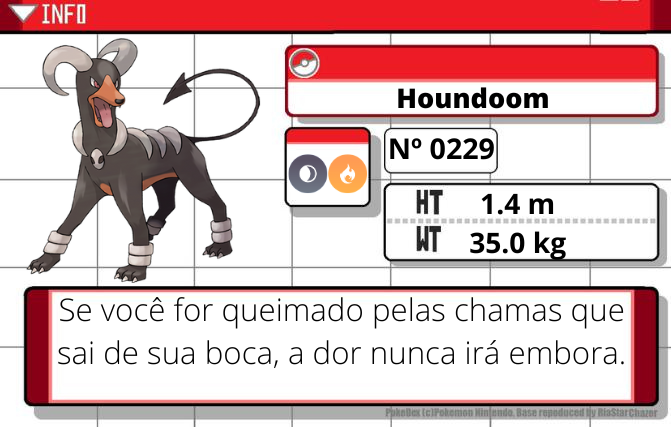 INFO
Houndoom
Nº 0229
HT 1.4 m
WT 35.0 kg
Se você for queimado pelas chamas que
sai de sua boca, a dor nunca irá embora.
PokeDex (c)Pokemon Nintendo. Base reproduced by RiaStarChazer